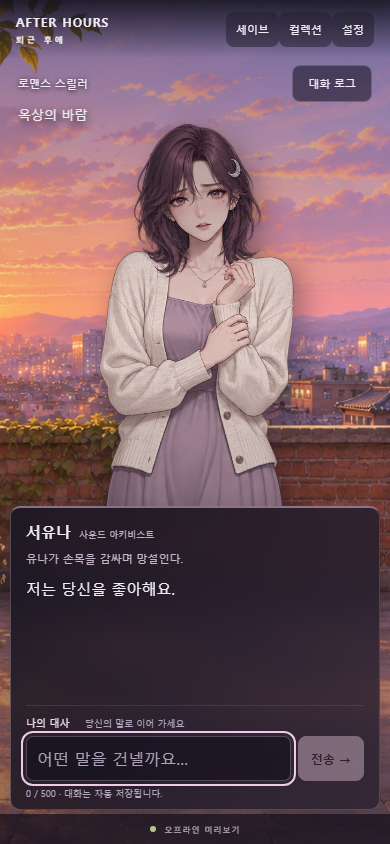 AFTER HOURS
퇴근 후에
세이브 컬렉션 설정
로맨스 스릴러
대화 로그
옥상의 바람
서유나 사운드 아키비스트
유나가 손목을 감싸며 망설인다.
저는 당신을 좋아해요.
나의 대사 당신의 말로 이어 가세요
어떤 말을 건넬까요...
전송 →
0 / 500 · 대화는 자동 저장됩니다.
오프라인 미리보기